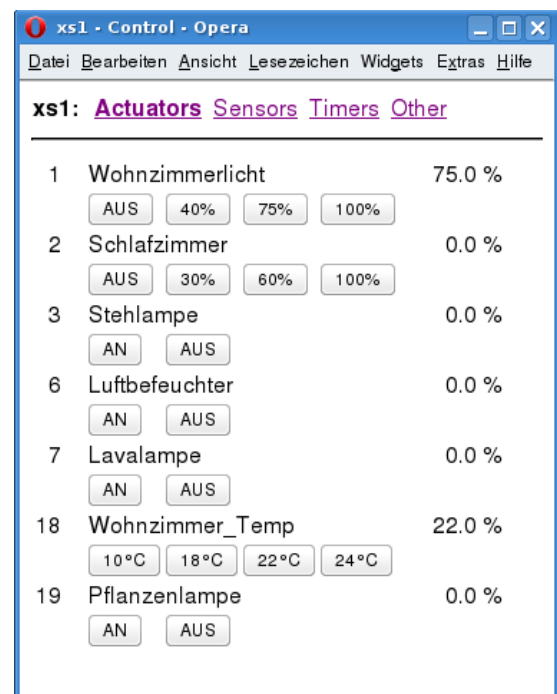 xs1 - Control - Opera
Datei Bearbeiten Ansicht Lesezeichen Widgets Extras Hilfe
xs1: Actuators Sensors Timers Other
1 Wohnzimmerlicht 75.0 %
AUS 40% 75% 100%
2 Schlafzimmer 0.0 %
AUS 30% 60% 100%
3 Stehlampe 0.0 %
AN AUS
6 Luftbefeuchter 0.0 %
AN AUS
7 Lavalampe 0.0 %
AN AUS
18 Wohnzimmer_Temp 22.0 %
10°C 18°C 22°C 24°C
19 Pflanzenlampe 0.0 %
AN AUS